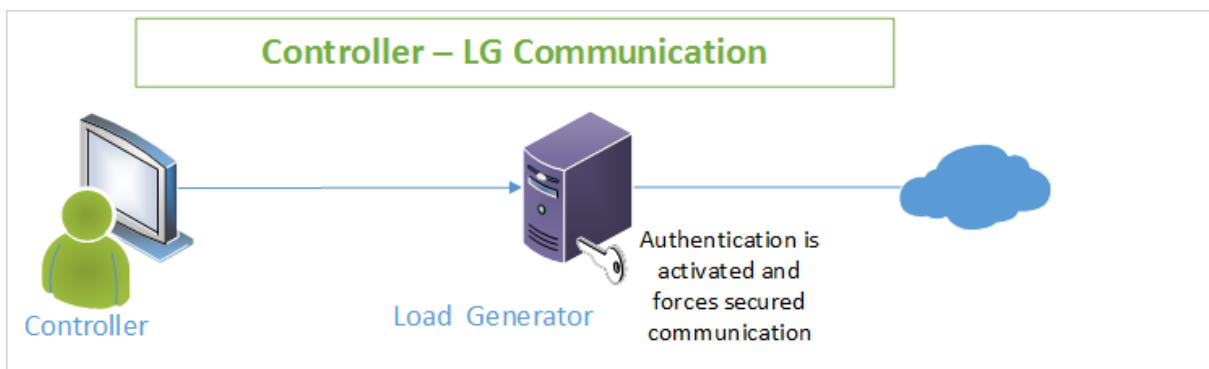 Controller – LG Communication
Controller
Load Generator
Authentication is
activated and
forces secured
communication